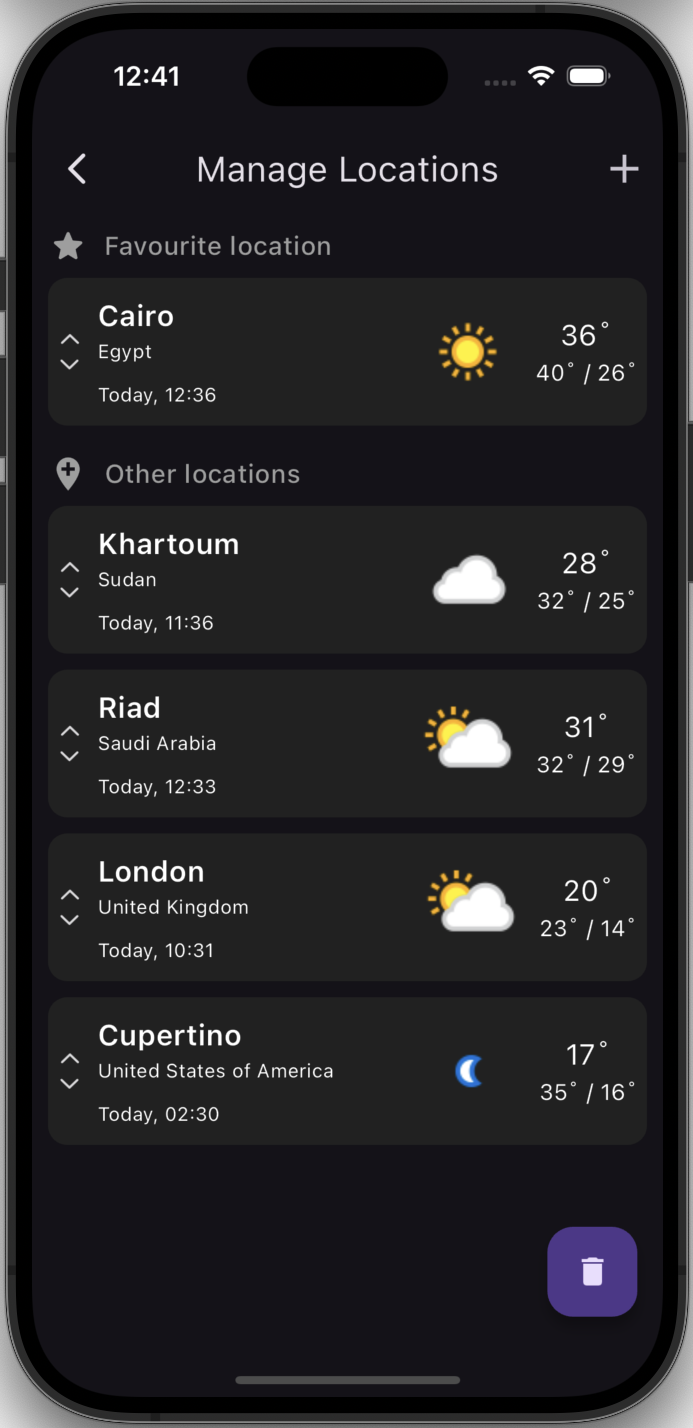 12:41
Manage Locations
Favourite location
Cairo
Egypt
Today, 12:36
36°
40° / 26°
Other locations
Khartoum
Sudan
Today, 11:36
28°
32° / 25°
Riad
Saudi Arabia
Today, 12:33
31°
32° / 29°
London
United Kingdom
Today, 10:31
20°
23° / 14°
Cupertino
United States of America
Today, 02:30
17°
35° / 16°